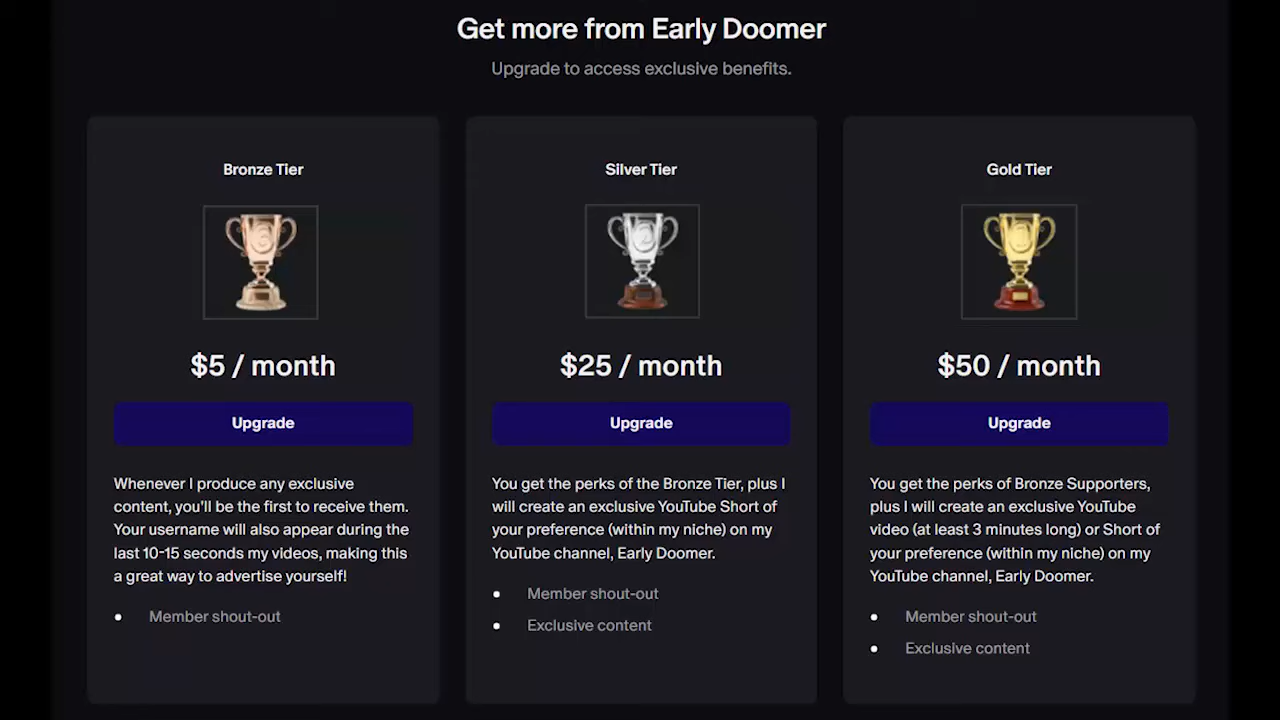 Get more from Early Doomer
Upgrade to access exclusive benefits.
Bronze Tier
3
$5 / month
Upgrade
Whenever I produce any exclusive
content, you'll be the first to receive them.
Your username will also appear during the
last 10-15 seconds my videos, making this
a great way to advertise yourself!
Member shout-out
Silver Tier
2
$25 / month
Upgrade
You get the perks of the Bronze Tier, plus I
will create an exclusive YouTube Short of
your preference (within my niche) on my
YouTube channel, Early Doomer.
Member shout-out
Exclusive content
Gold Tier
1
$50 / month
Upgrade
You get the perks of Bronze Supporters,
plus I will create an exclusive YouTube
video (at least 3 minutes long) or Short of
your preference (within my niche) on my
YouTube channel, Early Doomer.
Member shout-out
Exclusive content